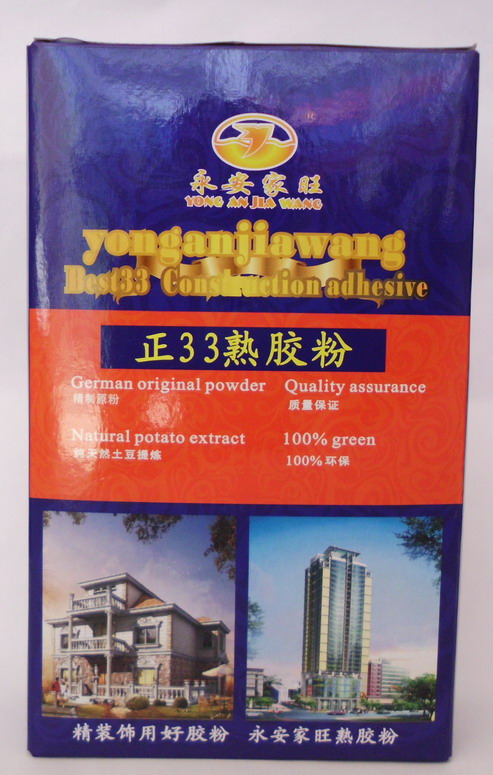 永安家旺
YONG AN JIA WANG
yonganjiawang
Best33 Construction adhesive
正33熟胶粉
German original powder Quality assurance
精制原粉 质量保证
Natural potato extract 100% green
纯天然土豆提炼 100%环保
精装饰用好胶粉 永安家旺熟胶粉